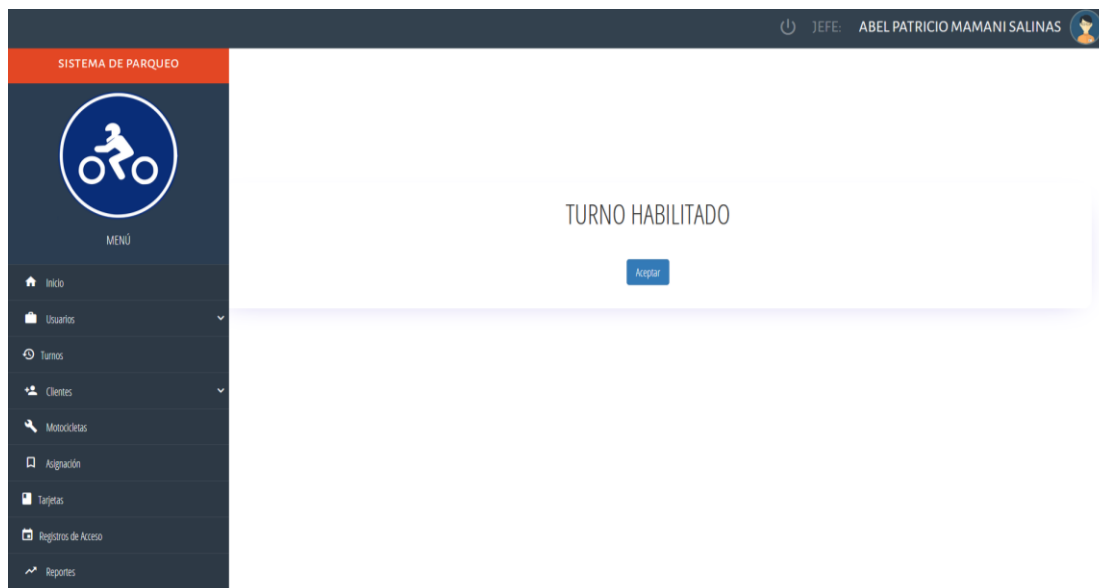 JEFE: ABEL PATRICIO MAMANI SALINAS
SISTEMA DE PARQUEO
MENÚ
Inicio
Usuarios
Turnos
Clientes
Motocicletas
Asignación
Tarjetas
Registros de Acceso
Reportes
TURNO HABILITADO
Aceptar